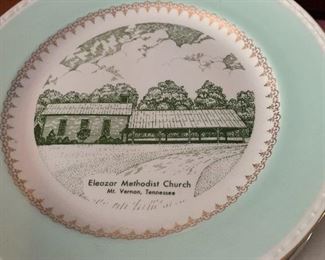 Eleazar Methodist Church
Mt. Vernon, Tennessee